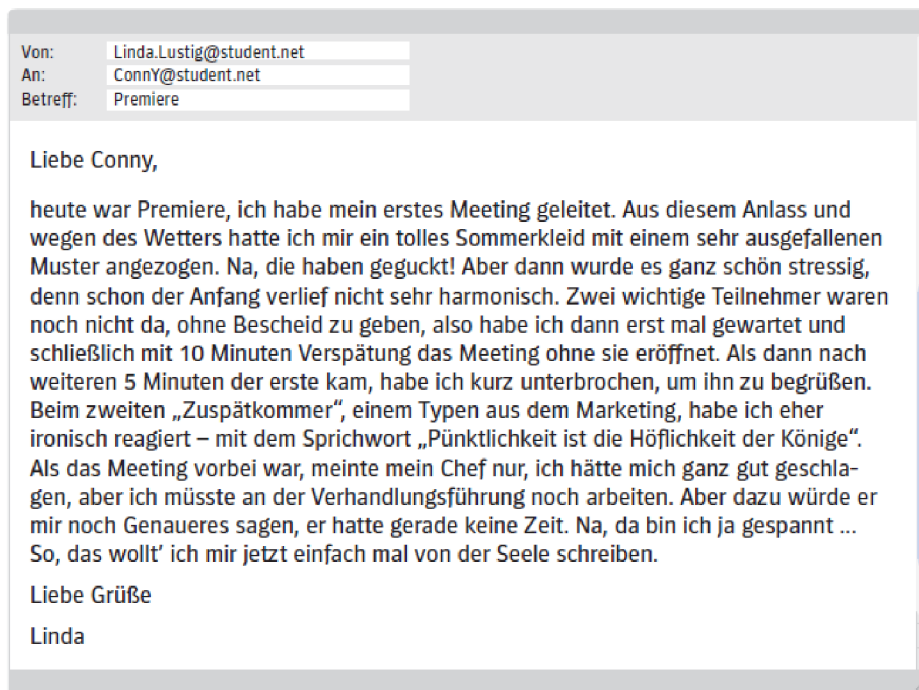 Von: Linda.Lustig@student.net
An: ConnY@student.net
Betreff: Premiere
Liebe Conny,
heute war Premiere, ich habe mein erstes Meeting geleitet. Aus diesem Anlass und
wegen des Wetters hatte ich mir ein tolles Sommerkleid mit einem sehr ausgefallenen
Muster angezogen. Na, die haben geguckt! Aber dann wurde es ganz schön stressig,
denn schon der Anfang verlief nicht sehr harmonisch. Zwei wichtige Teilnehmer waren
noch nicht da, ohne Bescheid zu geben, also habe ich dann erst mal gewartet und
schließlich mit 10 Minuten Verspätung das Meeting ohne sie eröffnet. Als dann nach
weiteren 5 Minuten der erste kam, habe ich kurz unterbrochen, um ihn zu begrüßen.
Beim zweiten „Zuspätkommer“, einem Typen aus dem Marketing, habe ich eher
ironisch reagiert – mit dem Sprichwort „Pünktlichkeit ist die Höflichkeit der Könige“.
Als das Meeting vorbei war, meinte mein Chef nur, ich hätte mich ganz gut geschla-
gen, aber ich müsste an der Verhandlungsführung noch arbeiten. Aber dazu würde er
mir noch Genaueres sagen, er hatte gerade keine Zeit. Na, da bin ich ja gespannt ...
So, das wollt’ ich mir jetzt einfach mal von der Seele schreiben.
Liebe Grüße
Linda